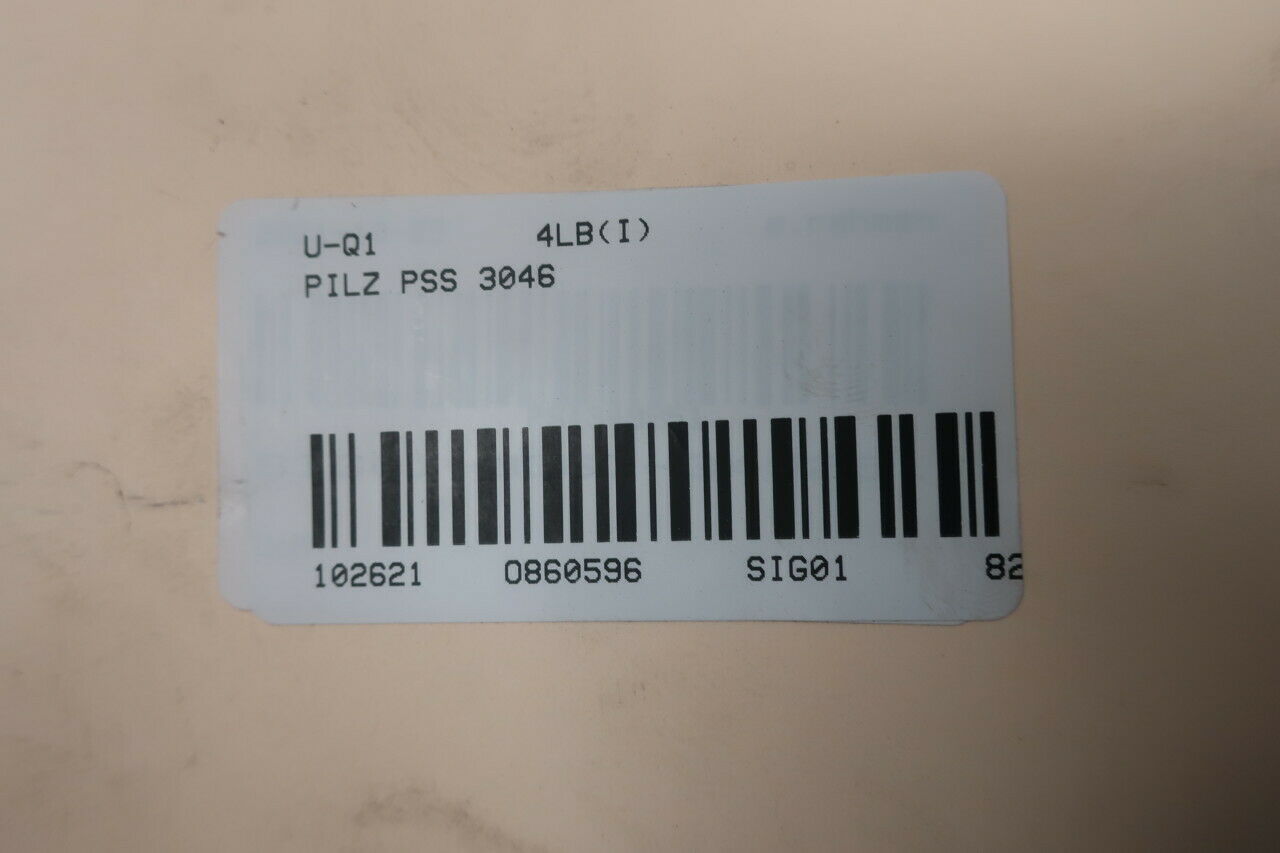 U-Q1 4LB(I)
PILZ PSS 3046
102621 0860596 SIG01 82